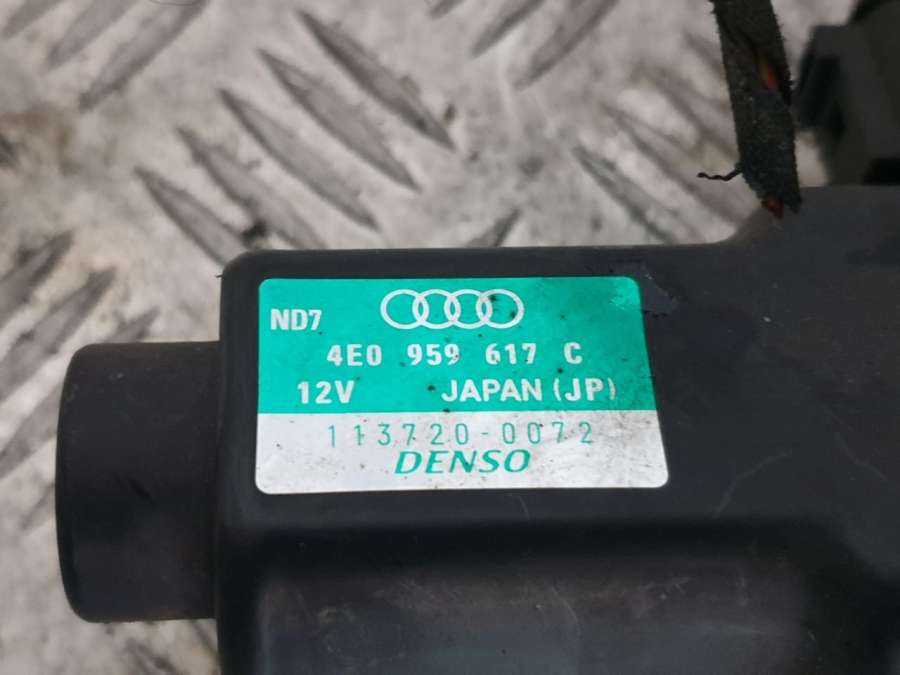 ND7
4E0 959 617 C
12V JAPAN (JP)
113720-0072
DENSO